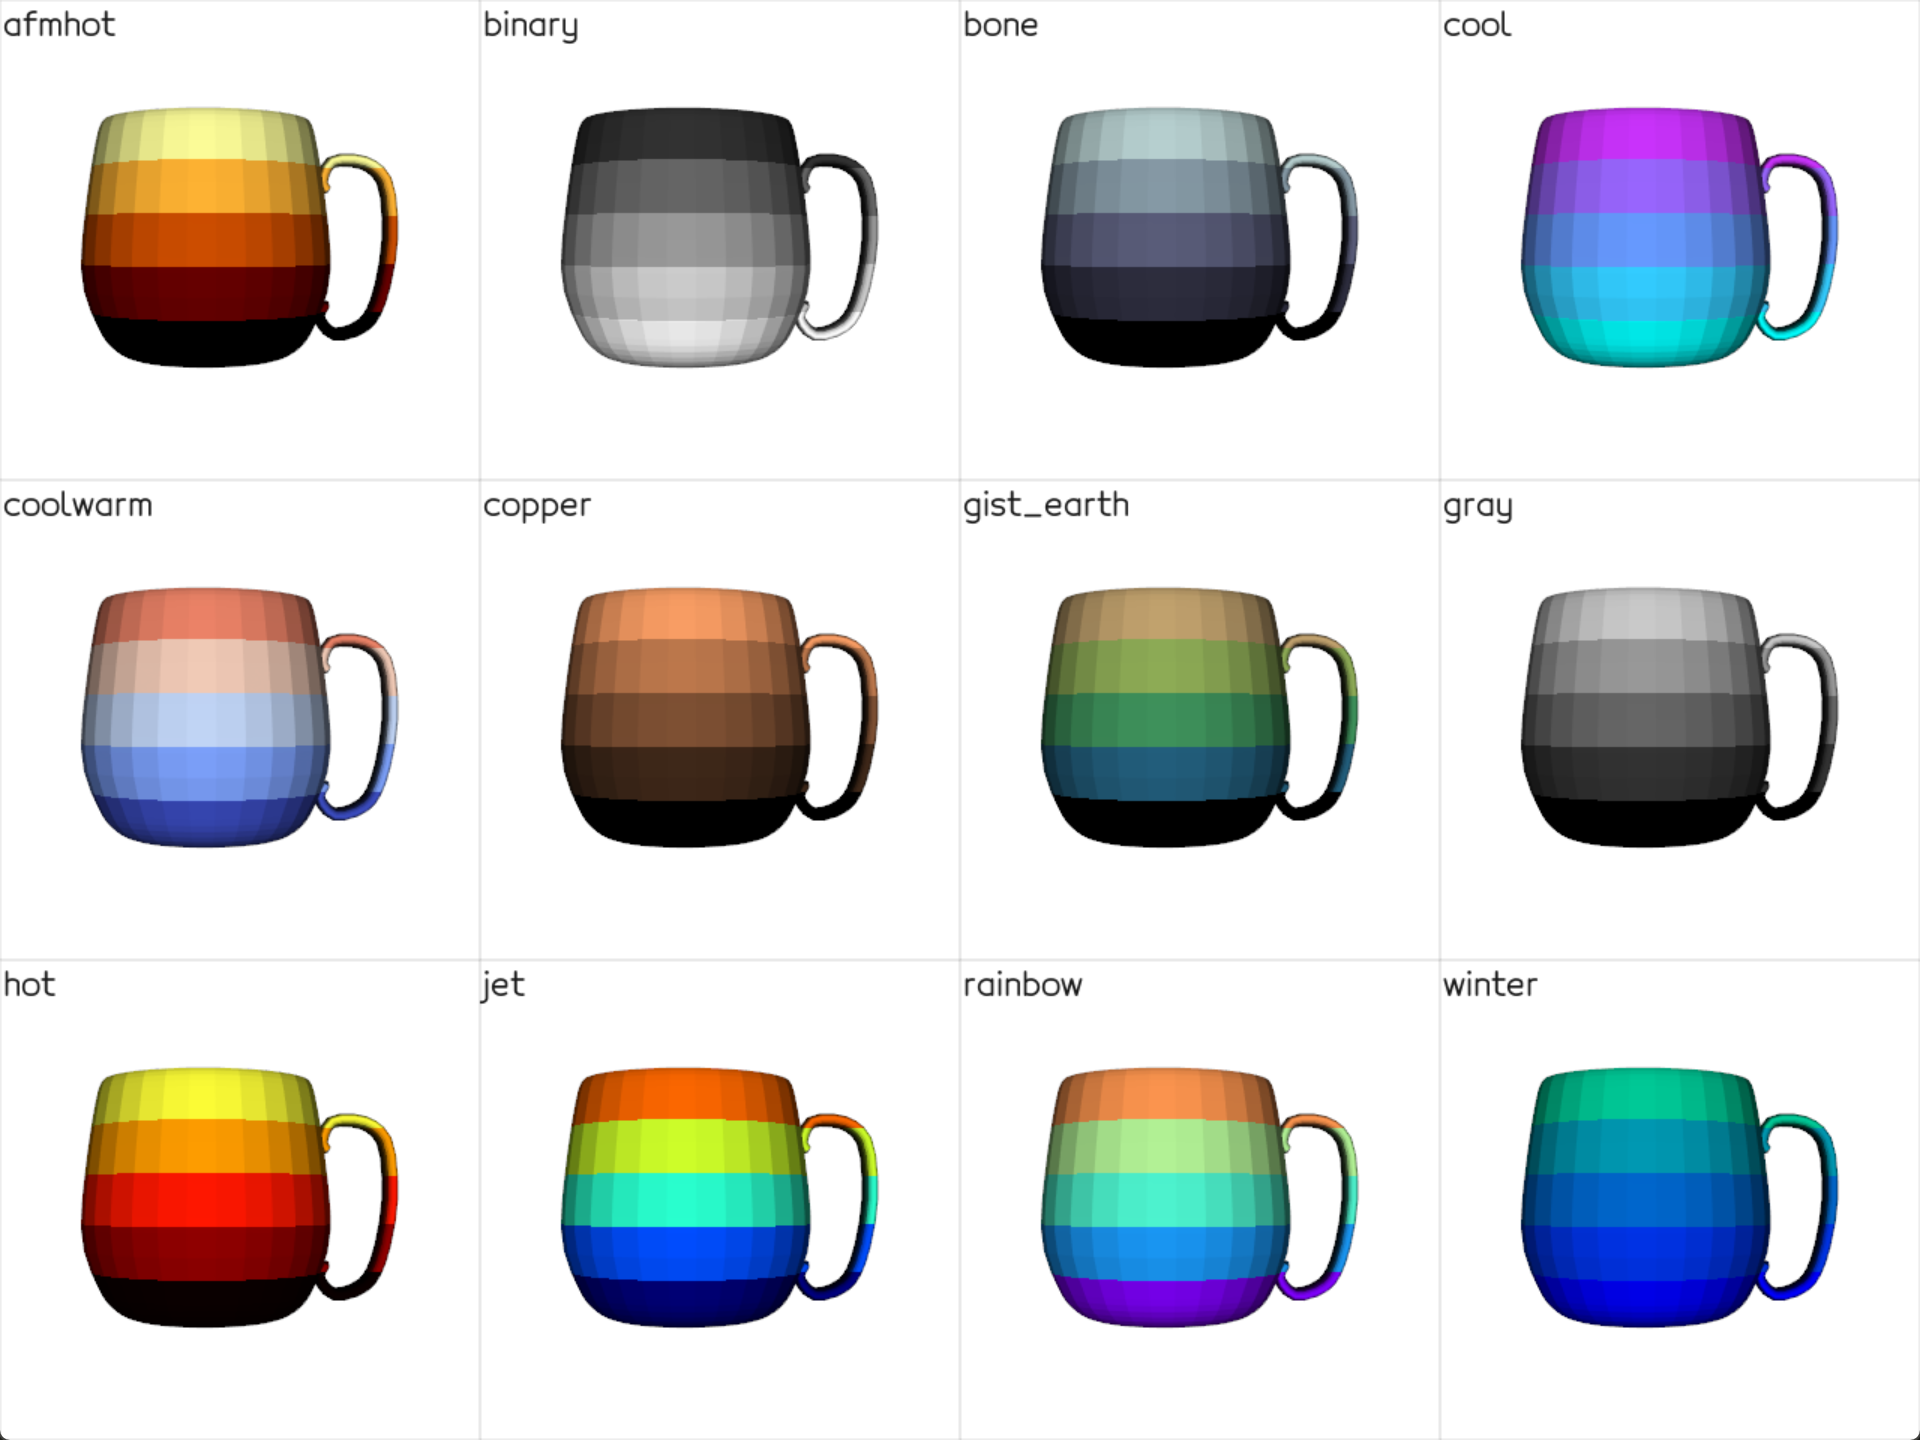 afmhot
binary
bone
cool
coolwarm
copper
gist_earth
gray
hot
jet
rainbow
winter